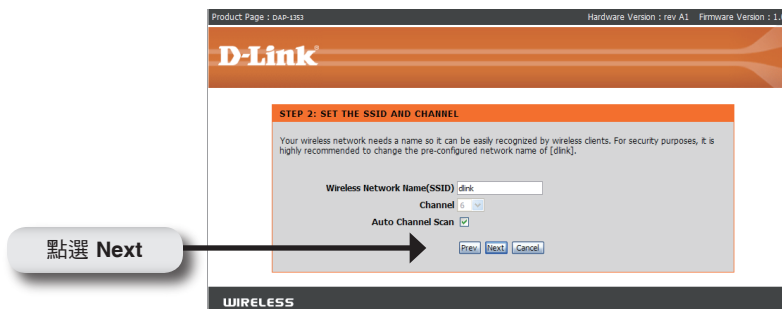 Product Page : DAP-1353 Hardware Version : rev A1 Firmware Version : 1.0
D-Link
STEP 2: SET THE SSID AND CHANNEL
Your wireless network needs a name so it can be easily recognized by wireless clients. For security purposes, it is
highly recommended to change the pre-configured network name of [dlink].
Wireless Network Name(SSID) dlink
Channel 6
Auto Channel Scan
Prev Next Cancel
點選 Next
WIRELESS